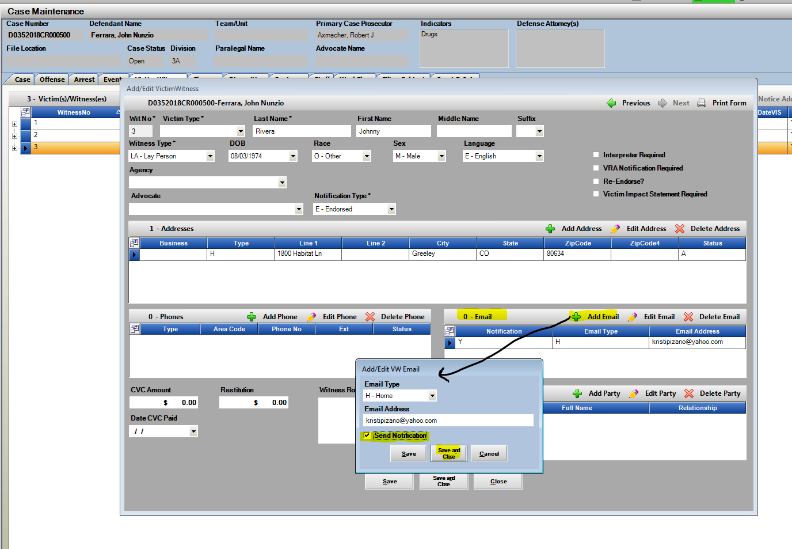 Case Maintenance
Case Number Defendant Name Team/Unit Primary Case Prosecutor Indicators Defense Attorney(s)
D0352018CR000500 Ferrara, John Nunzio Axmacher, Robert J Drugs
File Location Case Status Division Paralegal Name Advocate Name
Open 3A
Case Offense Arrest Event
Add/Edit VictimWitness
3 - Victim(s)/Witness(es) D0352018CR000500-Ferrara, John Nunzio Previous Next Print Form Notice Addre
WitnessNo DateVIS
1
2
3
Wit No * Victim Type * Last Name * First Name Middle Name Suffix
3 Rivera Johnny
Witness Type * DOB Race Sex Language
LA - Lay Person 08/03/1974 O - Other M - Male E - English
Interpreter Required
VRA Notification Required
Re-Endorse?
Victim Impact Statement Required
Agency
Advocate Notification Type *
E - Endorsed
1 - Addresses Add Address Edit Address Delete Address
Business Type Line 1 Line 2 City State ZipCode ZipCode4 Status
H 1800 Habitat Ln Greeley CO 80634 A
0 - Phones Add Phone Edit Phone Delete Phone
Type Area Code Phone No Ext Status
0 - Email Add Email Edit Email Delete Email
Notification Email Type Email Address
Y H kristipizano@yahoo.com
CVC Amount Restitution Witness Ro
$ 0.00 $ 0.00
Date CVC Paid
/ /
Add Party Edit Party Delete Party
Full Name Relationship
Add/Edit VW Email
Email Type
H - Home
Email Address
kristipizano@yahoo.com
Send Notification
Save Save and Close Cancel
Save Save and Close Close